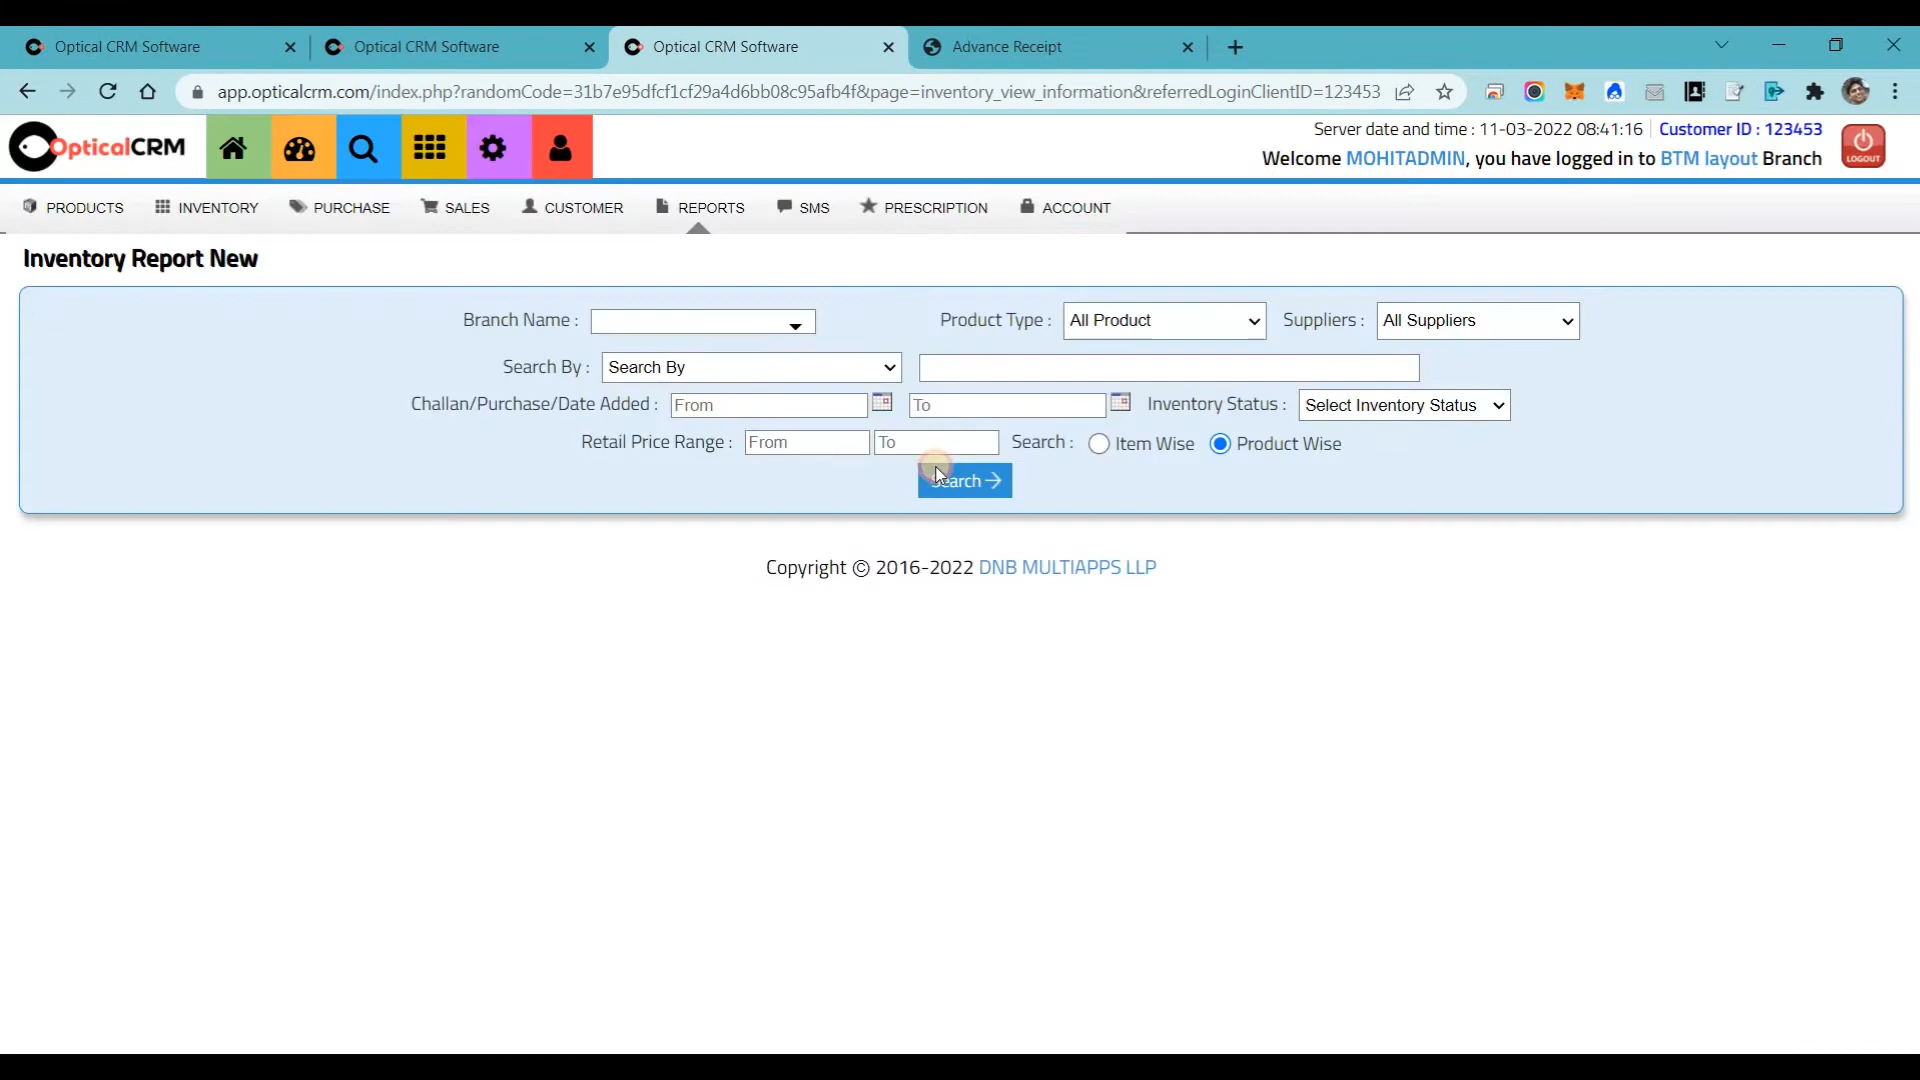 Optical CRM Software
Optical CRM Software
Optical CRM Software
Advance Receipt
app.opticalcrm.com/index.php?randomCode=31b7e95dfcf1cf29a4d6bb08c95afb4f&page=inventory_view_information&referredLoginClientID=123453
OpticalCRM
Server date and time : 11-03-2022 08:41:16 Customer ID : 123453
Welcome MOHITADMIN, you have logged in to BTM layout Branch
LOGOUT
PRODUCTS INVENTORY PURCHASE SALES CUSTOMER REPORTS SMS PRESCRIPTION ACCOUNT
Inventory Report New
Branch Name : Product Type : All Product Suppliers : All Suppliers
Search By : Search By
Challan/Purchase/Date Added : From To Inventory Status : Select Inventory Status
Retail Price Range : From To Search : Item Wise Product Wise
Search
Copyright © 2016-2022 DNB MULTIAPPS LLP